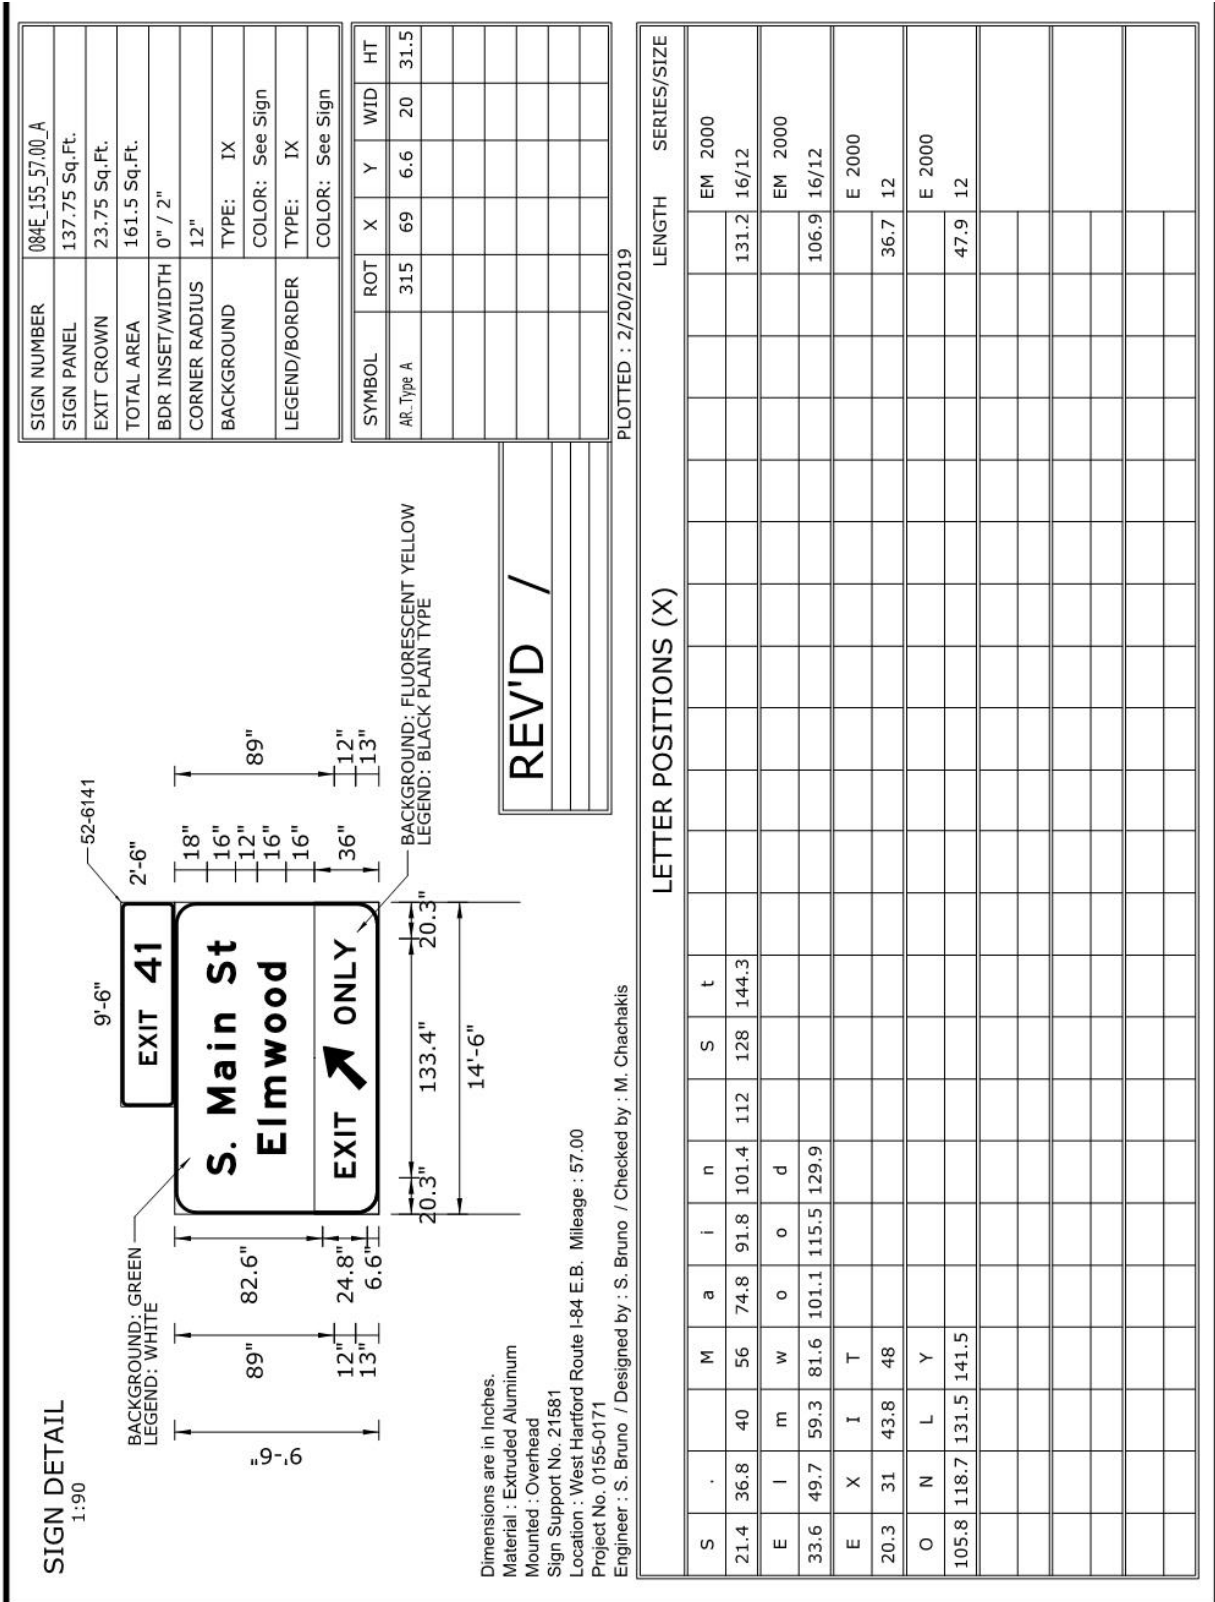 SIGN DETAIL
1:90
BACKGROUND: GREEN
LEGEND: WHITE
9'-6"
2'-6"
52-6141
EXIT 41
S. Main St
Elmwood
EXIT ONLY
9'-6"
89"
12"
13"
82.6"
24.8"
6.6"
18"
16"
12"
16"
16"
36"
89"
12"
13"
20.3"
133.4"
20.3"
14'-6"
BACKGROUND: FLUORESCENT YELLOW
LEGEND: BLACK PLAIN TYPE
SIGN NUMBER 084E_155_57.00_A
SIGN PANEL 137.75 Sq.Ft.
EXIT CROWN 23.75 Sq.Ft.
TOTAL AREA 161.5 Sq.Ft.
BDR INSET/WIDTH 0" / 2"
CORNER RADIUS 12"
BACKGROUND TYPE: IX
COLOR: See Sign
LEGEND/BORDER TYPE: IX
COLOR: See Sign
SYMBOL ROT X Y WID HT
AR_Type A 315 69 6.6 20 31.5
REV'D /
Dimensions are in Inches.
Material : Extruded Aluminum
Mounted : Overhead
Sign Support No. 21581
Location : West Hartford Route I-84 E.B. Mileage : 57.00
Project No. 0155-0171
Engineer : S. Bruno / Designed by : S. Bruno / Checked by : M. Chachakis
PLOTTED : 2/20/2019
LETTER POSITIONS (X) LENGTH SERIES/SIZE
S . M a i n S t EM 2000
21.4 36.8 40 56 74.8 91.8 101.4 112 128 144.3 131.2 16/12
E l m w o o d EM 2000
33.6 49.7 59.3 81.6 101.1 115.5 129.9 106.9 16/12
E X I T E 2000
20.3 31 43.8 48 36.7 12
O N L Y E 2000
105.8 118.7 131.5 141.5 47.9 12